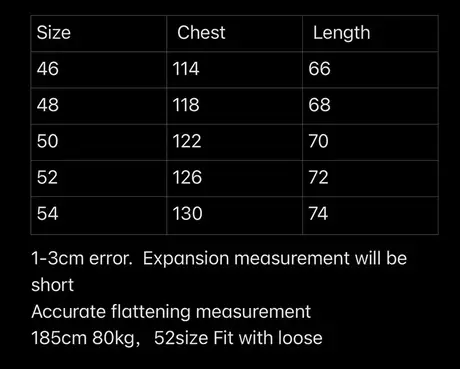 Size Chest Length
46 114 66
48 118 68
50 122 70
52 126 72
54 130 74
1-3cm error.  Expansion measurement will be
short
Accurate flattening measurement
185cm 80kg，52size Fit with loose